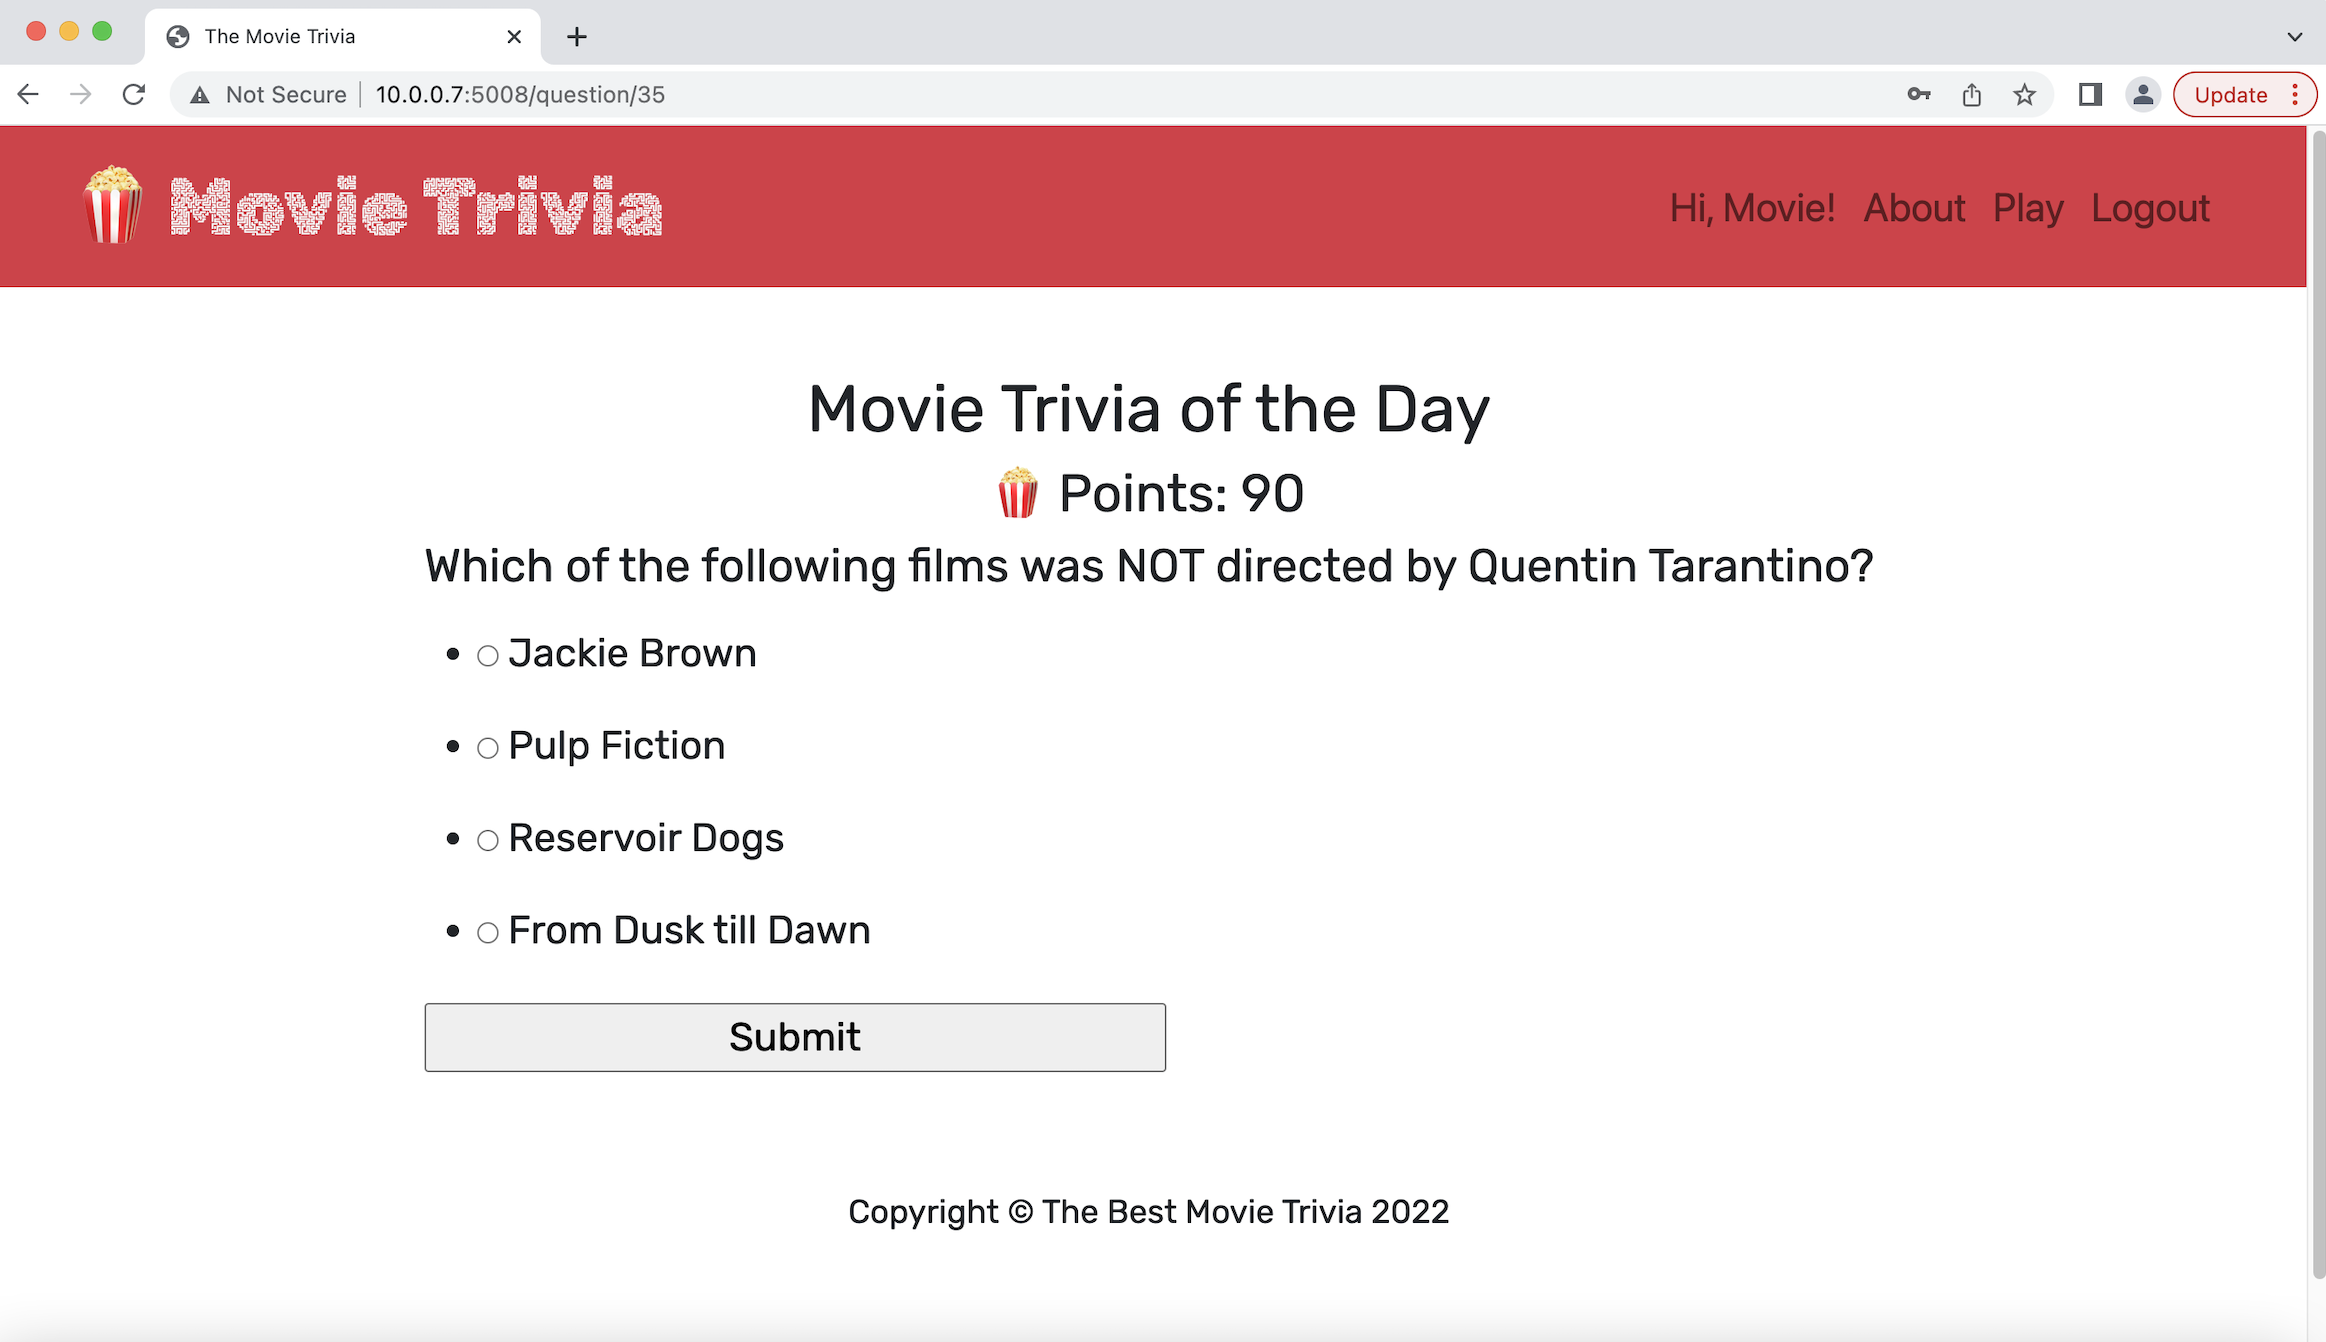 The Movie Trivia
Not Secure 10.0.0.7:5008/question/35
Update
Movie Trivia
Hi, Movie! About Play Logout
Movie Trivia of the Day
Points: 90
Which of the following films was NOT directed by Quentin Tarantino?
Jackie Brown
Pulp Fiction
Reservoir Dogs
From Dusk till Dawn
Submit
Copyright © The Best Movie Trivia 2022